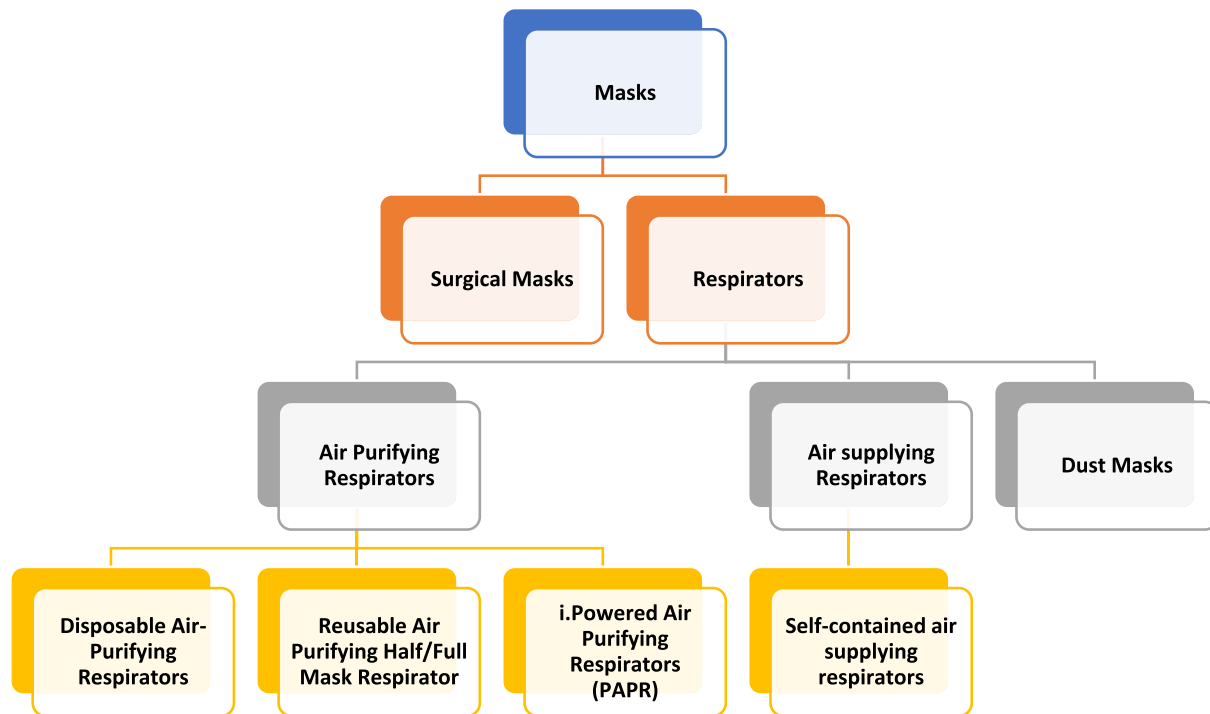 Masks
Surgical Masks
Respirators
Air Purifying
Respirators
Air supplying
Respirators
Dust Masks
Disposable Air-
Purifying
Respirators
Reusable Air
Purifying Half/Full
Mask Respirator
i.Powered Air
Purifying
Respirators
(PAPR)
Self-contained air
supplying
respirators